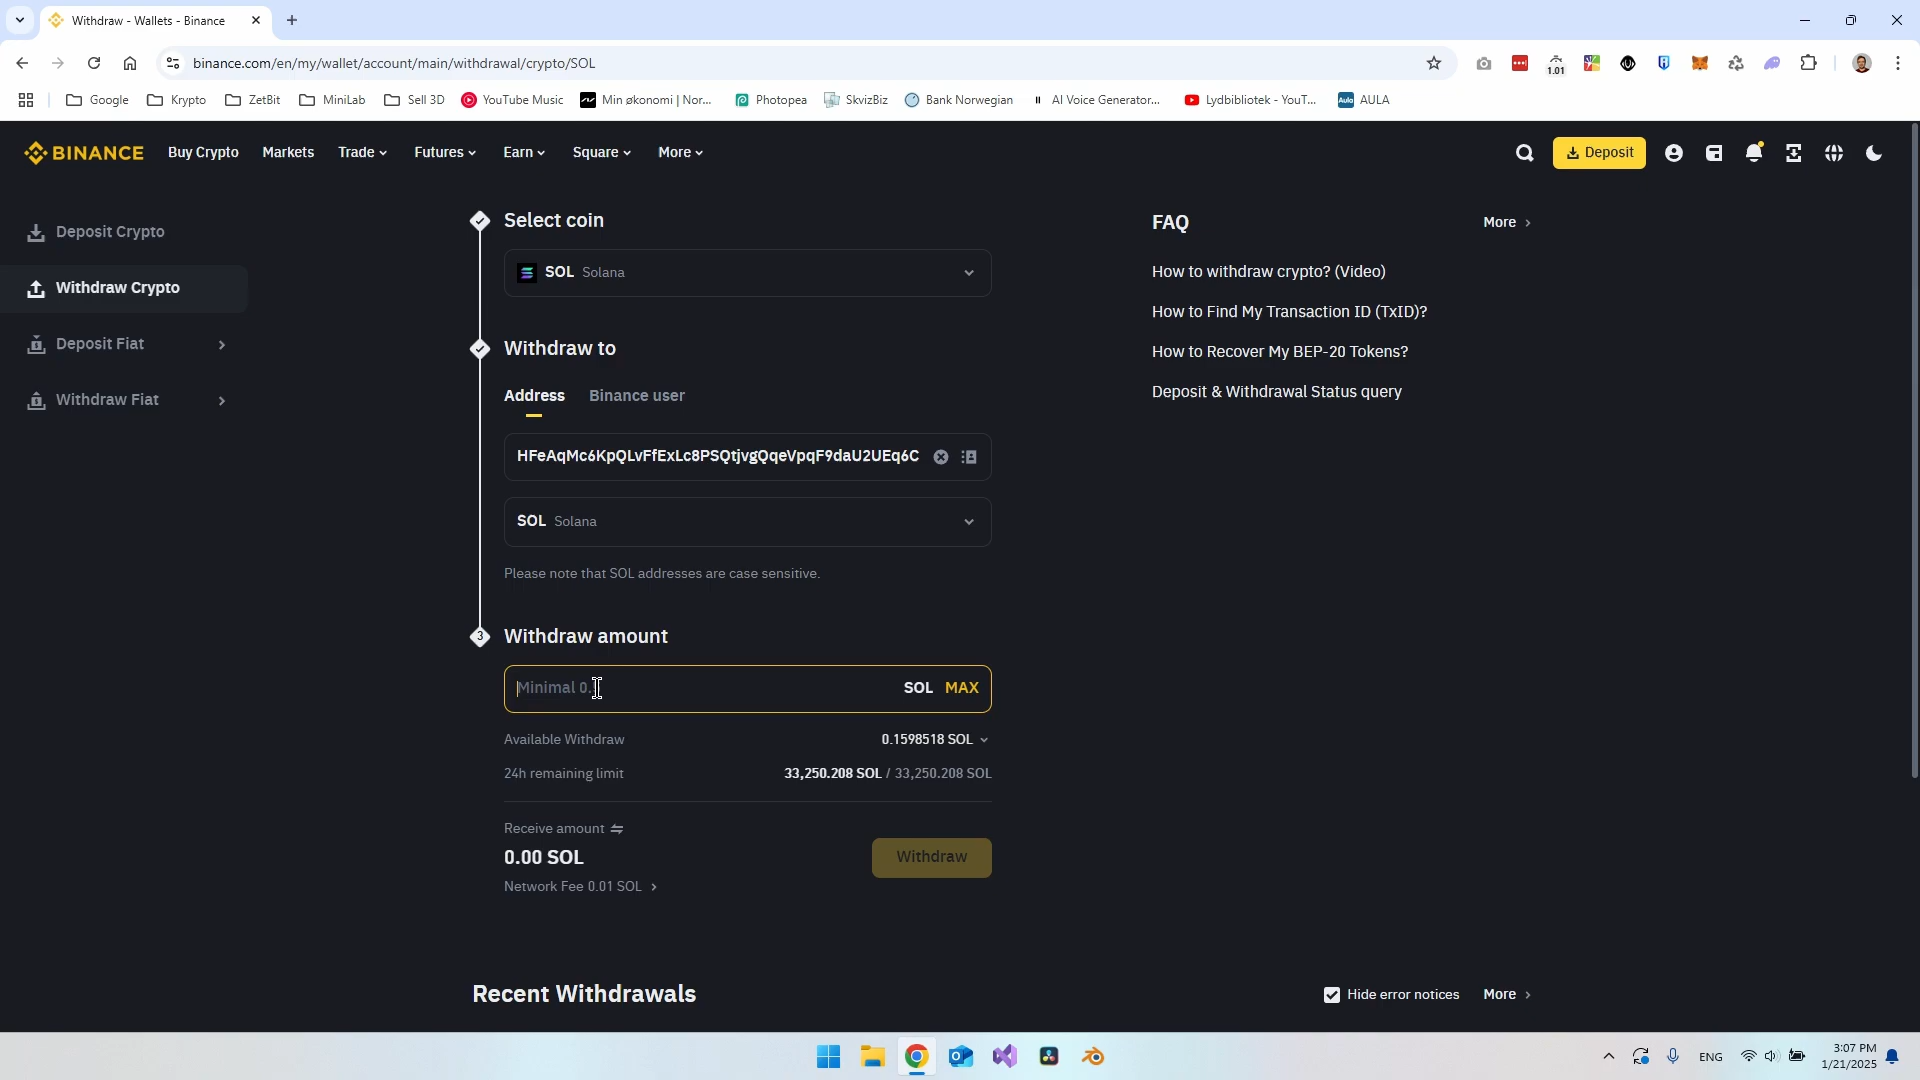 Withdraw - Wallets - Binance
binance.com/en/my/wallet/account/main/withdrawal/crypto/SOL
1.01
Google
Krypto
ZetBit
MiniLab
Sell 3D
YouTube Music
Min økonomi | Nor...
Photopea
SkvizBiz
Bank Norwegian
AI Voice Generator...
Lydbibliotek - YouT...
AULA
BINANCE
Buy Crypto
Markets
Trade
Futures
Earn
Square
More
Deposit
Deposit Crypto
Withdraw Crypto
Deposit Fiat
Withdraw Fiat
Select coin
SOL Solana
Withdraw to
Address
Binance user
HFeAqMc6KpQLvFfExLc8PSQtjvgQqeVpqF9daU2UEq6C
SOL Solana
Please note that SOL addresses are case sensitive.
3
Withdraw amount
Minimal 0.
SOL MAX
Available Withdraw
0.1598518 SOL
24h remaining limit
33,250.208 SOL / 33,250.208 SOL
Receive amount
0.00 SOL
Network Fee 0.01 SOL
Withdraw
FAQ
More
How to withdraw crypto? (Video)
How to Find My Transaction ID (TxID)?
How to Recover My BEP-20 Tokens?
Deposit & Withdrawal Status query
Recent Withdrawals
Hide error notices
More
ENG
3:07 PM
1/21/2025